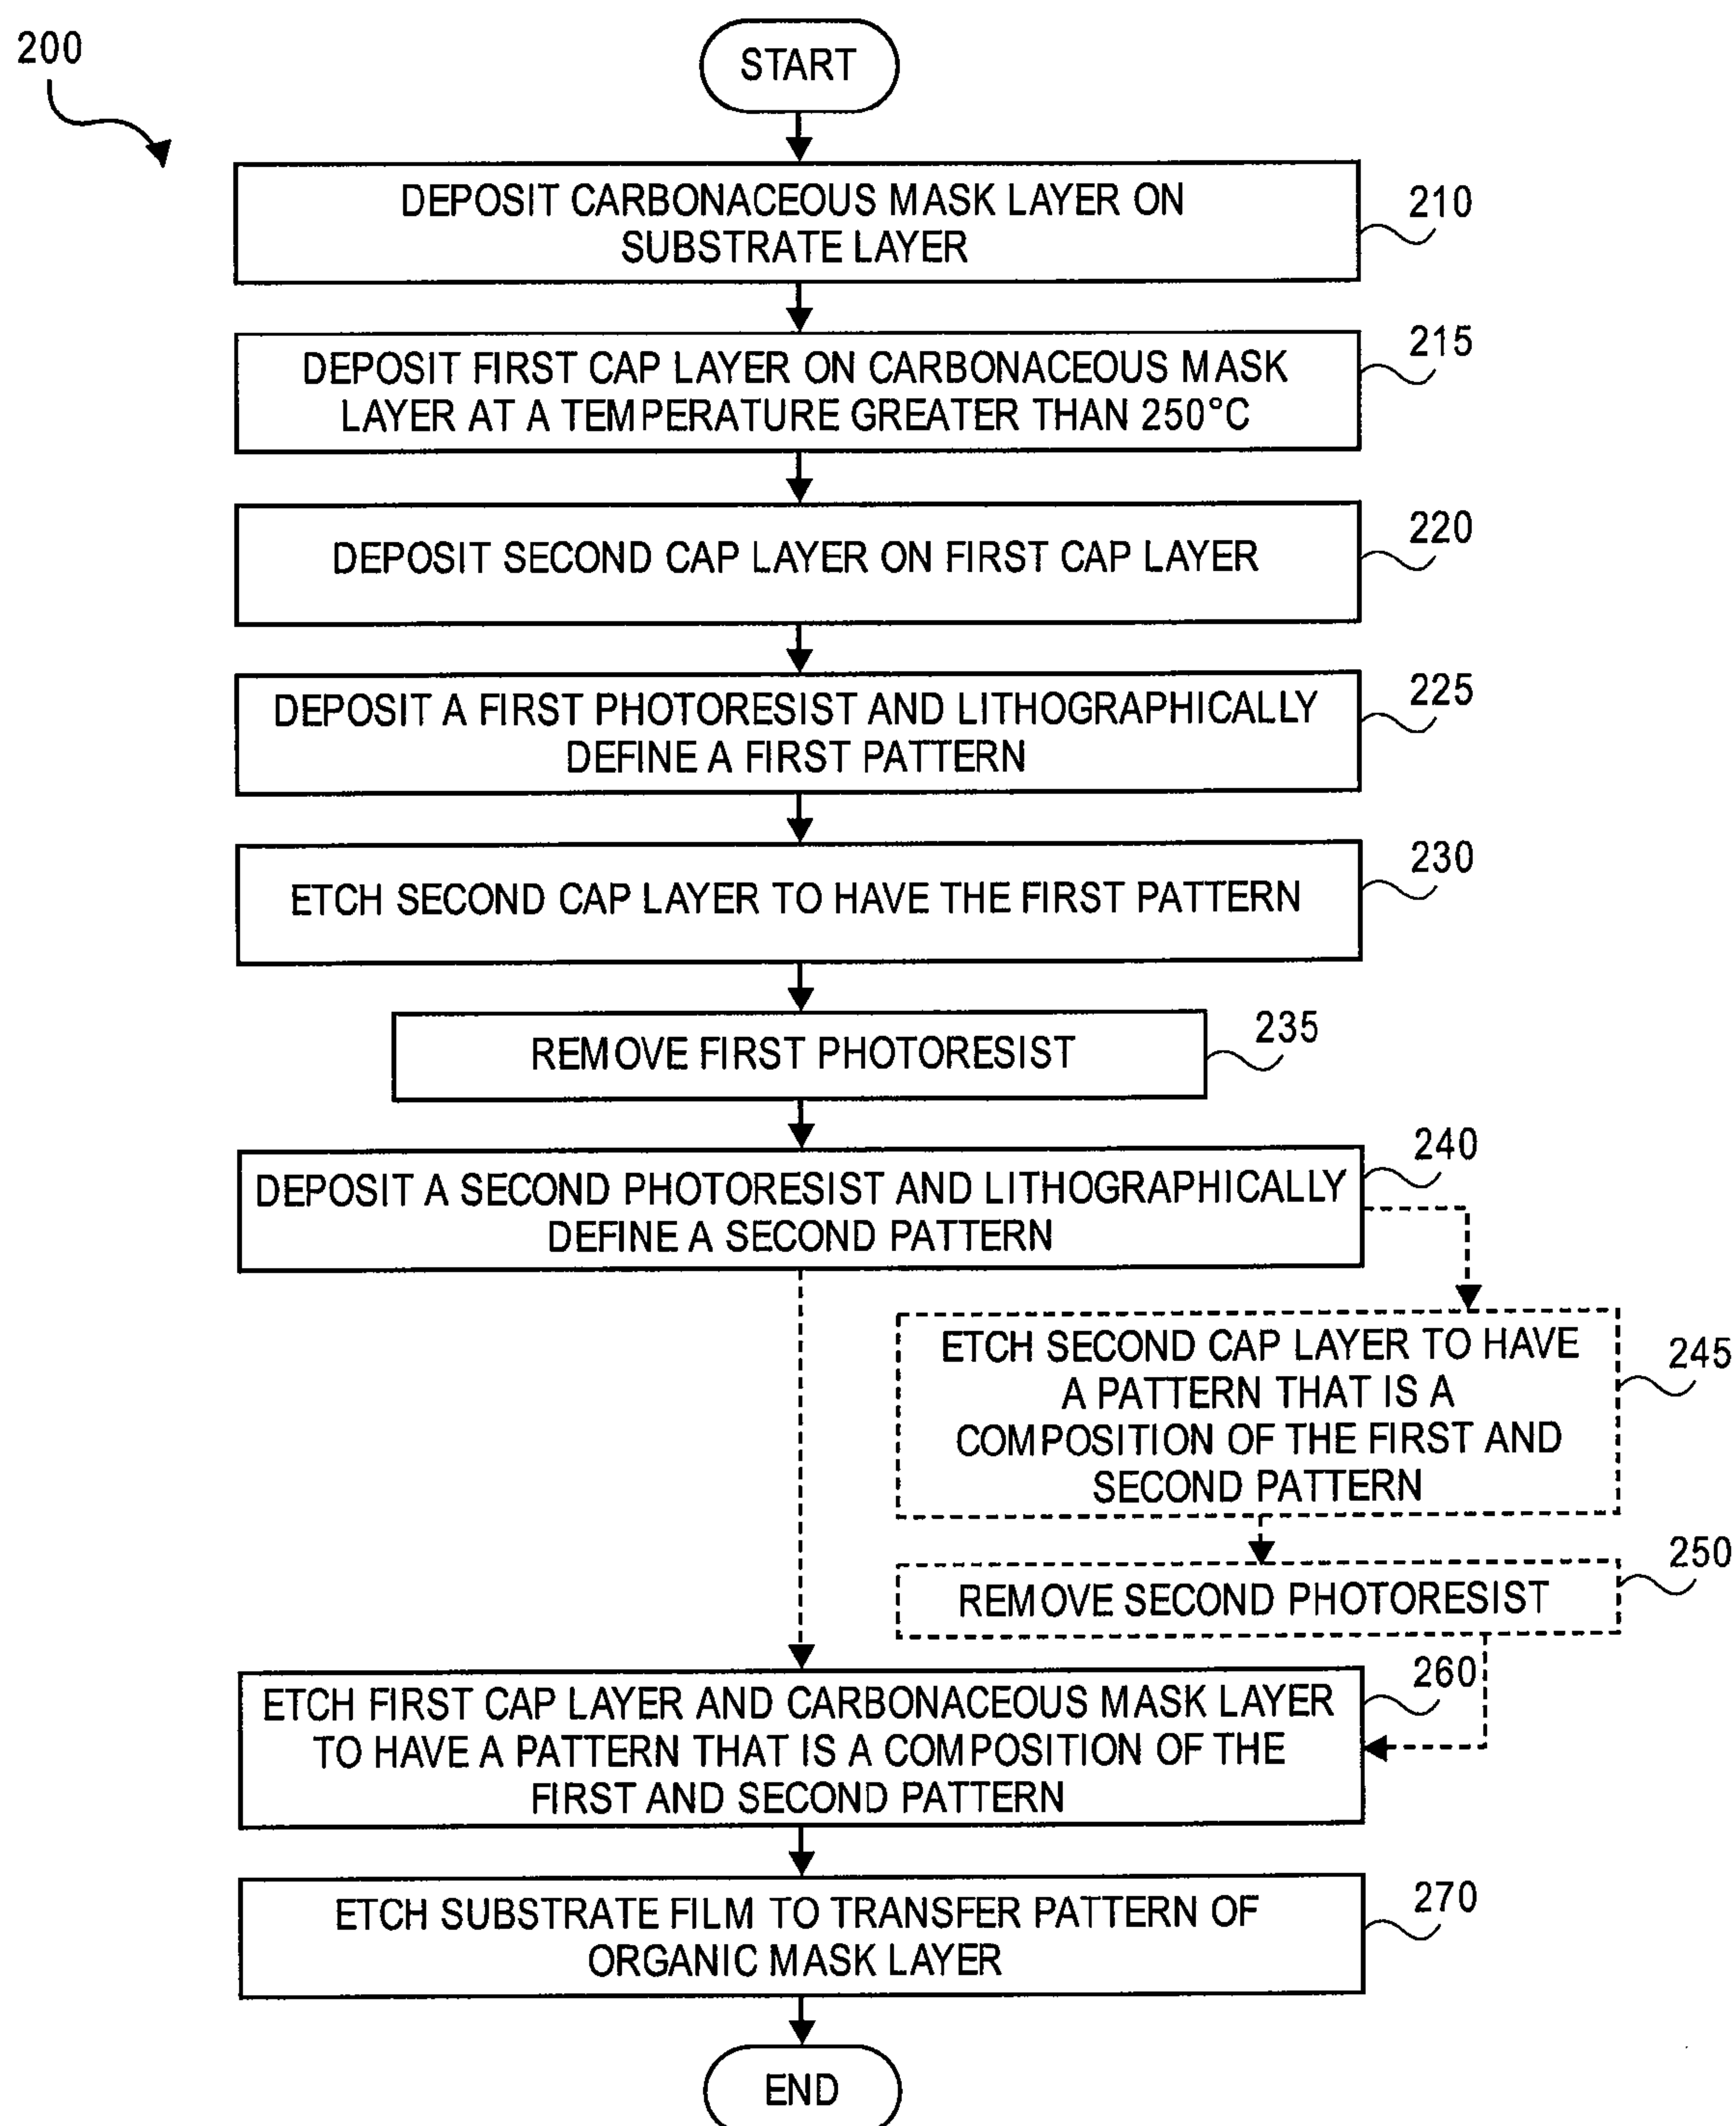 200
START
DEPOSIT CARBONACEOUS MASK LAYER ON
SUBSTRATE LAYER
210
DEPOSIT FIRST CAP LAYER ON CARBONACEOUS MASK
LAYER AT A TEMPERATURE GREATER THAN 250°C
215
DEPOSIT SECOND CAP LAYER ON FIRST CAP LAYER
220
DEPOSIT A FIRST PHOTORESIST AND LITHOGRAPHICALLY
DEFINE A FIRST PATTERN
225
ETCH SECOND CAP LAYER TO HAVE THE FIRST PATTERN
230
REMOVE FIRST PHOTORESIST
235
DEPOSIT A SECOND PHOTORESIST AND LITHOGRAPHICALLY
DEFINE A SECOND PATTERN
240
ETCH SECOND CAP LAYER TO HAVE
A PATTERN THAT IS A
COMPOSITION OF THE FIRST AND
SECOND PATTERN
245
REMOVE SECOND PHOTORESIST
250
ETCH FIRST CAP LAYER AND CARBONACEOUS MASK LAYER
TO HAVE A PATTERN THAT IS A COMPOSITION OF THE
FIRST AND SECOND PATTERN
260
ETCH SUBSTRATE FILM TO TRANSFER PATTERN OF
ORGANIC MASK LAYER
270
END